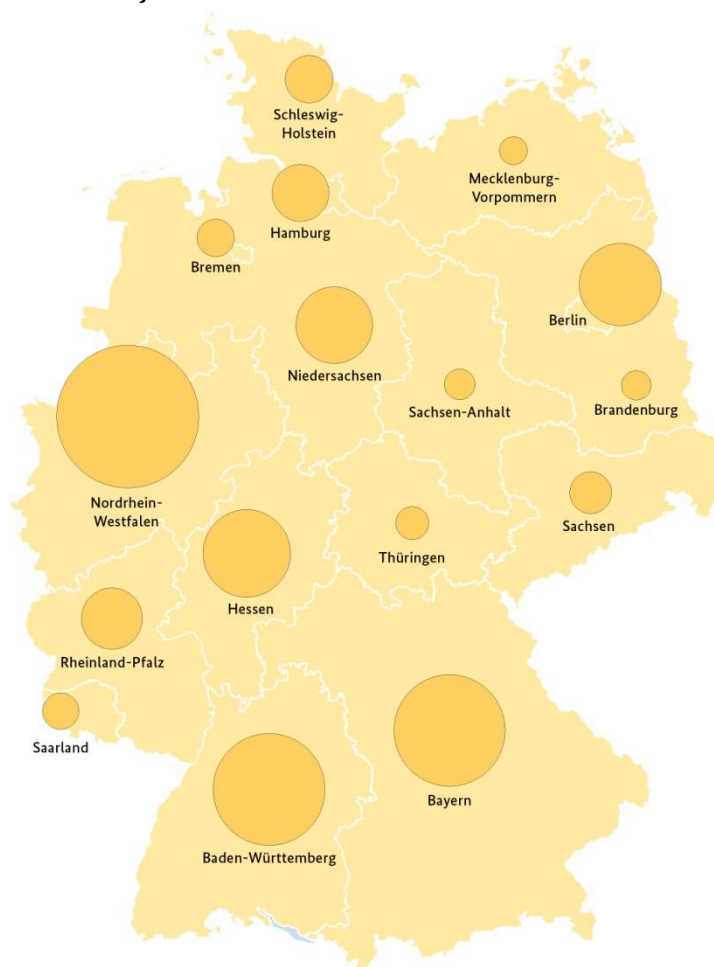 Schleswig-
Holstein
Mecklenburg-
Vorpommern
Hamburg
Bremen
Berlin
Niedersachsen
Sachsen-Anhalt
Brandenburg
Nordrhein-
Westfalen
Sachsen
Thüringen
Hessen
Rheinland-Pfalz
Saarland
Bayern
Baden-Württemberg